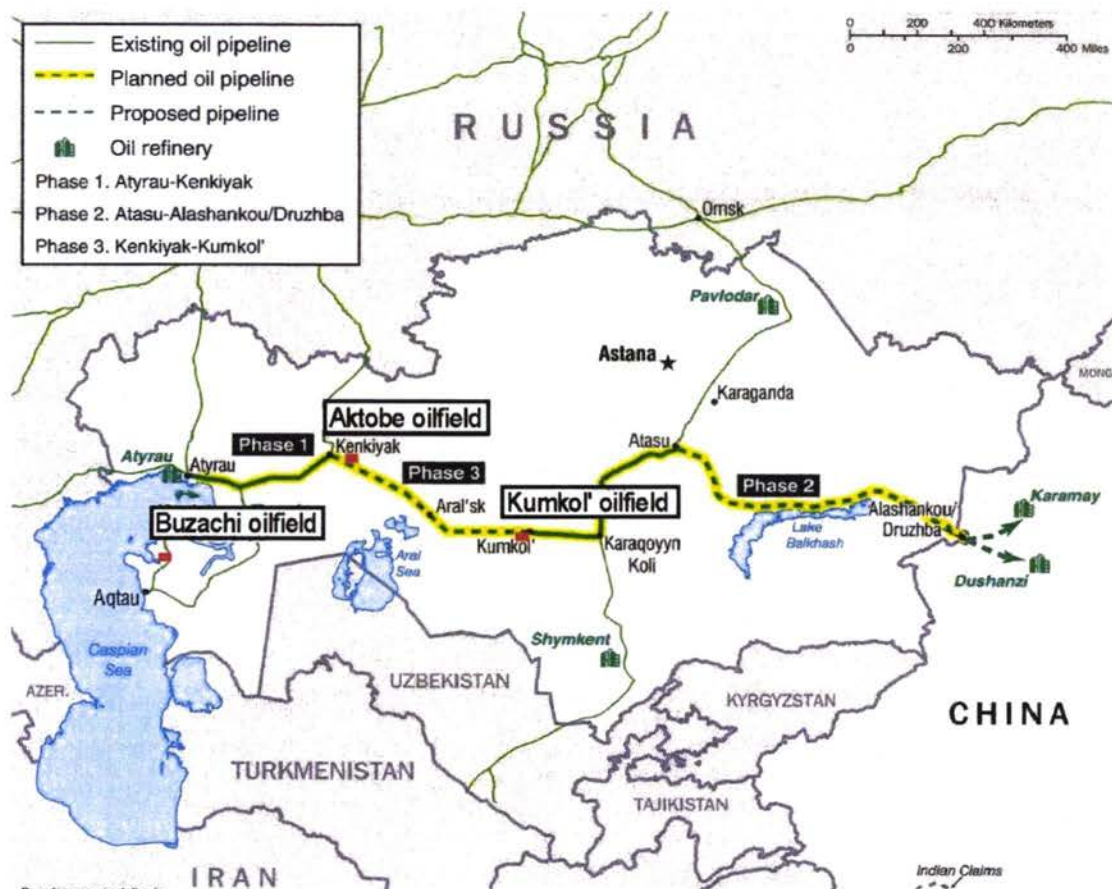 Existing oil pipeline
Planned oil pipeline
Proposed pipeline
Oil refinery
Phase 1. Atyrau-Kenkiyak
Phase 2. Atasu-Alashankou/Druzhba
Phase 3. Kenkiyak-Kumkol'
0 200 400 Kilometers
0 200 400 Miles
RUSSIA
Omsk
Pavlodar
Astana
Karaganda
MONG
Aktobe oilfield
Phase 1
Kenkiyak
Atasu
Atyrau
Atyrau
Phase 3
Phase 2
Kumkol' oilfield
Karamay
Aral'sk
Alashankou/
Druzhba
Buzachi oilfield
Lake
Balkhash
Kumkol'
Karaqoyyn
Koli
Aral
Sea
Dushanzi
Aqtau
Shymkent
Caspian
Sea
UZBEKISTAN
AZER.
KYRGYZSTAN
CHINA
TURKMENISTAN
TAJIKISTAN
IRAN
Indian Claims